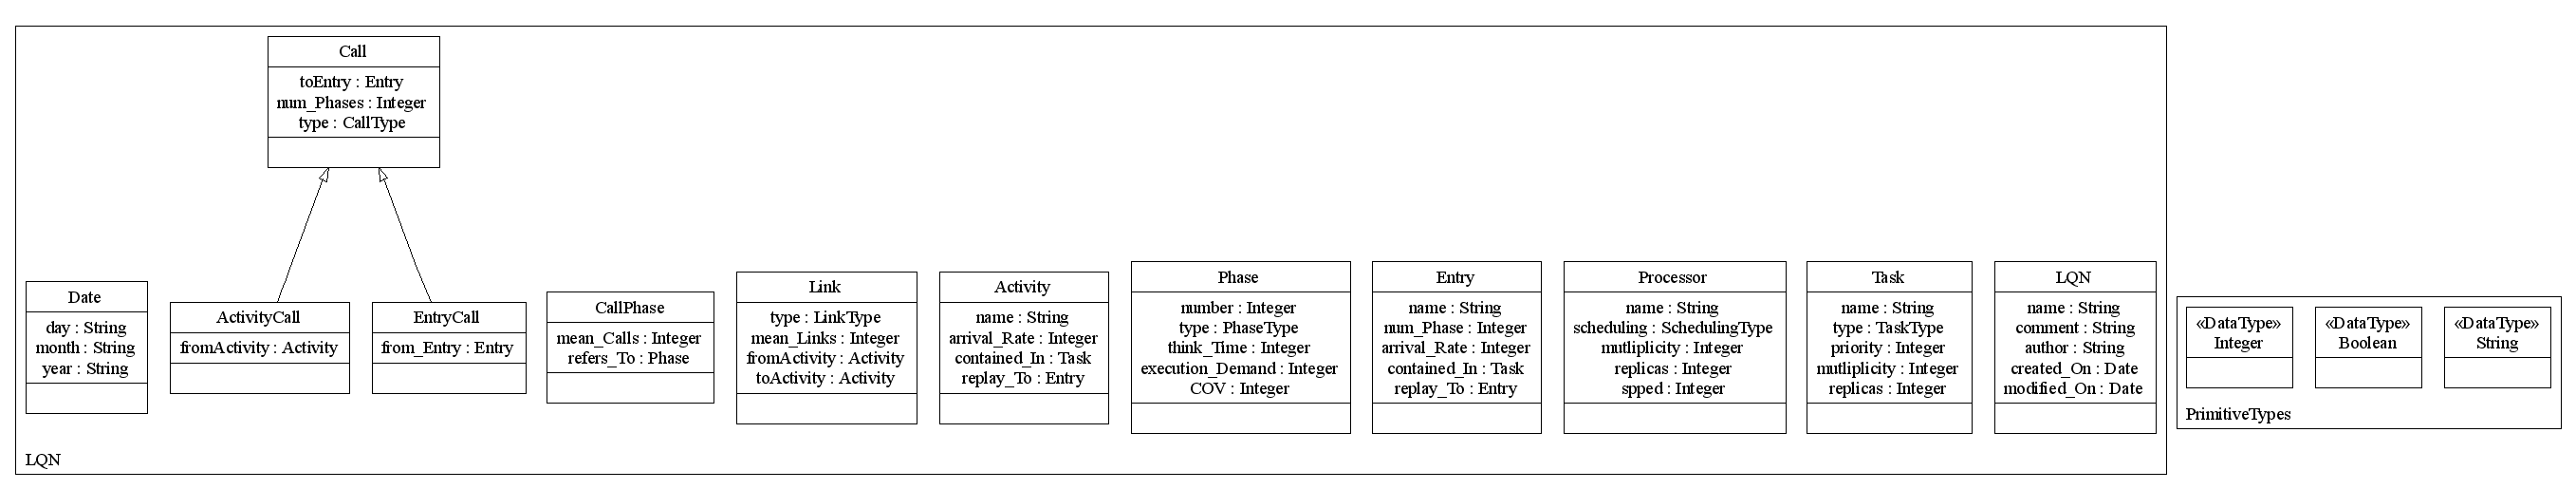 Call
toEntry : Entry
num_Phases : Integer
type : CallType
Date
day : String
month : String
year : String
ActivityCall
fromActivity : Activity
EntryCall
from_Entry : Entry
CallPhase
mean_Calls : Integer
refers_To : Phase
Link
type : LinkType
mean_Links : Integer
fromActivity : Activity
toActivity : Activity
Activity
name : String
arrival_Rate : Integer
contained_In : Task
replay_To : Entry
Phase
number : Integer
type : PhaseType
think_Time : Integer
execution_Demand : Integer
COV : Integer
Entry
name : String
num_Phase : Integer
arrival_Rate : Integer
contained_In : Task
replay_To : Entry
Processor
name : String
scheduling : SchedulingType
mutliplicity : Integer
replicas : Integer
spped : Integer
Task
name : String
type : TaskType
priority : Integer
mutliplicity : Integer
replicas : Integer
LQN
name : String
comment : String
author : String
created_On : Date
modified_On : Date
LQN
«DataType»
Integer
«DataType»
Boolean
«DataType»
String
PrimitiveTypes